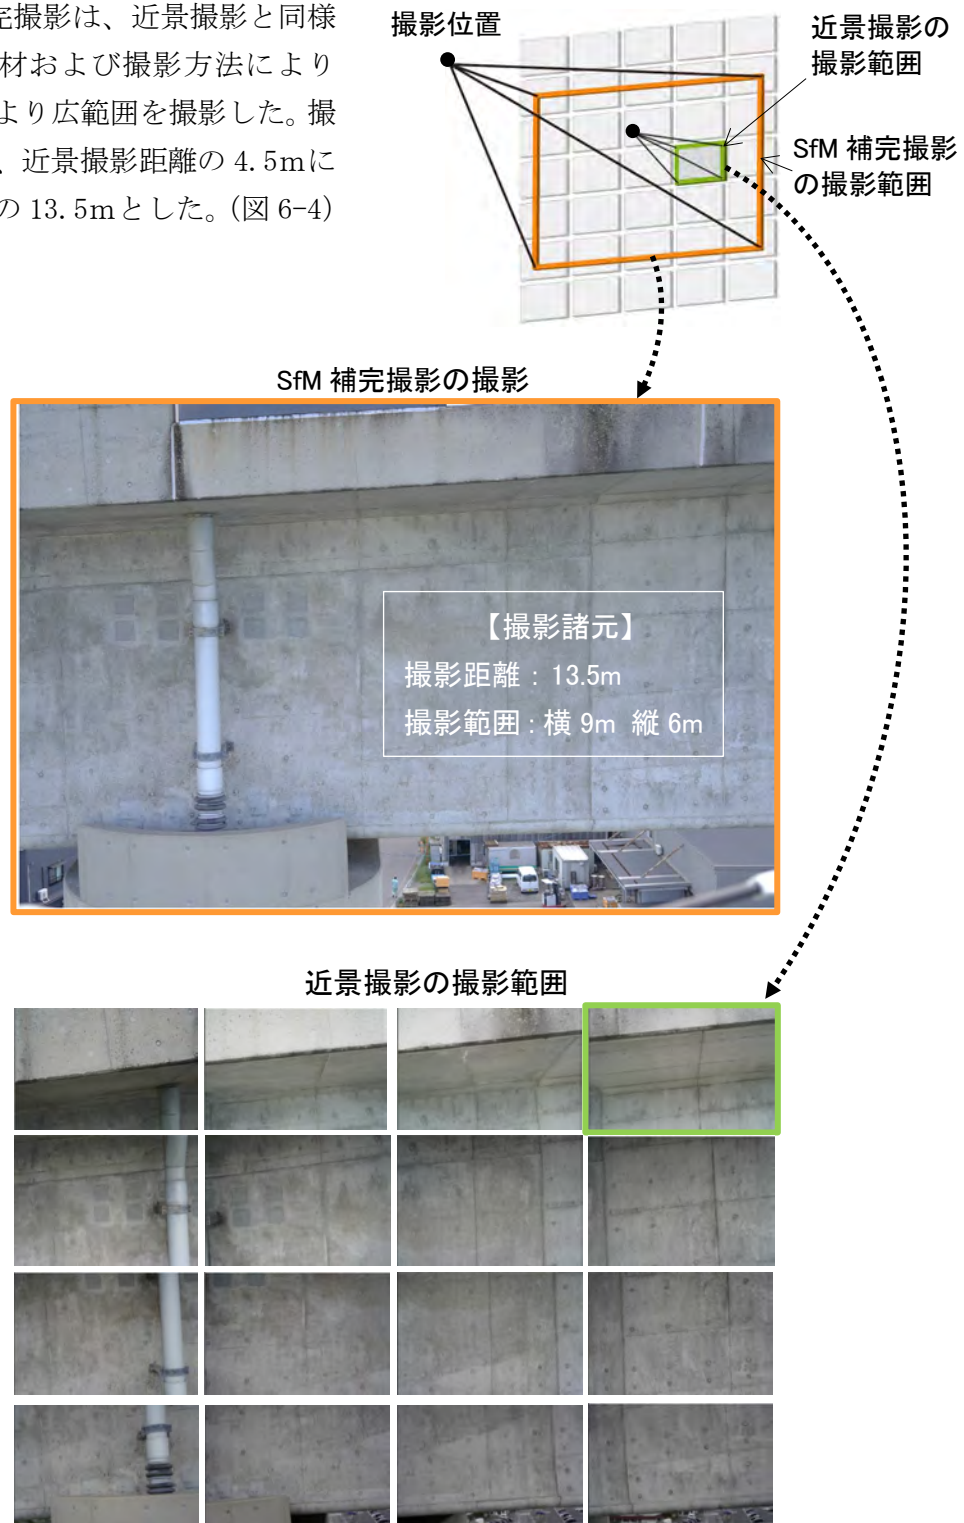 完撮影は、近景撮影と同様
材および撮影方法により
より広範囲を撮影した。撮
、近景撮影距離の 4.5mに
の 13.5mとした。(図 6-4)
撮影位置
近景撮影の
撮影範囲
SfM 補完撮影
の撮影範囲
SfM 補完撮影の撮影
【撮影諸元】
撮影距離 : 13.5m
撮影範囲 : 横 9m 縦 6m
近景撮影の撮影範囲